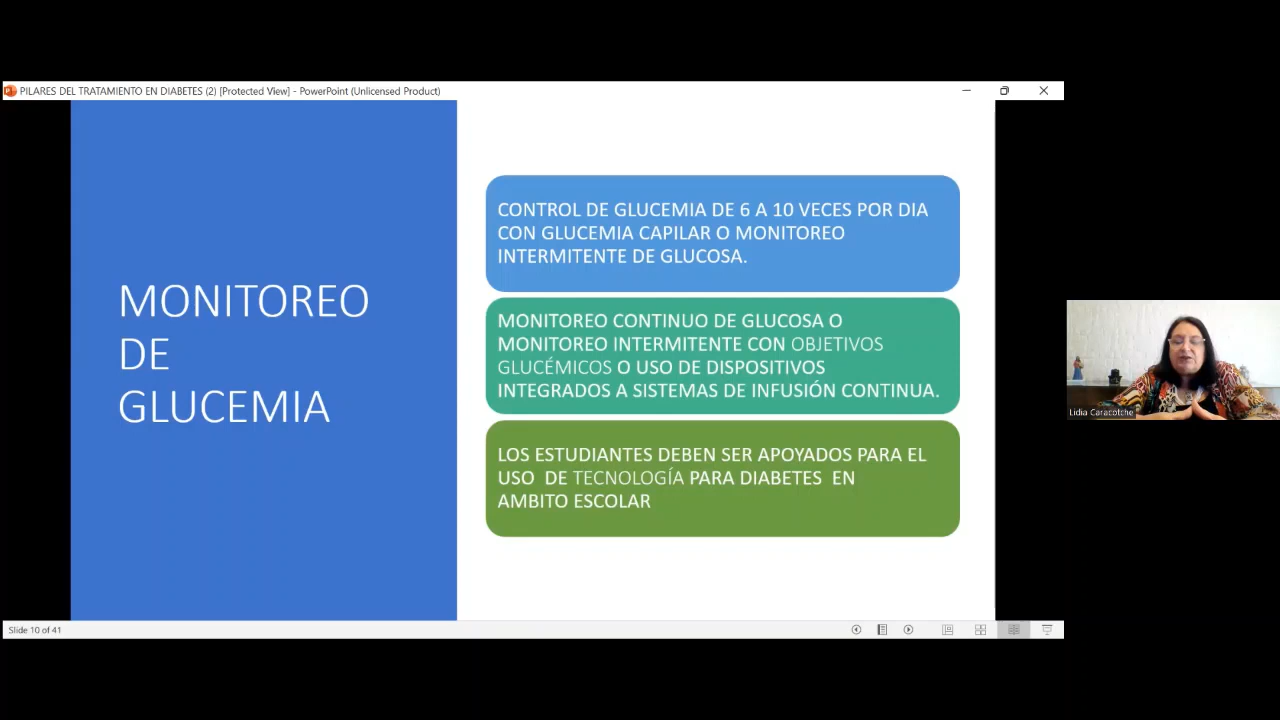 PILARES DEL TRATAMIENTO EN DIABETES (2) [Protected View] - PowerPoint (Unlicensed Product)
MONITOREO
DE
GLUCEMIA
CONTROL DE GLUCEMIA DE 6 A 10 VECES POR DIA
CON GLUCEMIA CAPILAR O MONITOREO
INTERMITENTE DE GLUCOSA.
MONITOREO CONTINUO DE GLUCOSA O
MONITOREO INTERMITENTE CON OBJETIVOS
GLUCÉMICOS O USO DE DISPOSITIVOS
INTEGRADOS A SISTEMAS DE INFUSIÓN CONTINUA.
LOS ESTUDIANTES DEBEN SER APOYADOS PARA EL
USO DE TECNOLOGÍA PARA DIABETES EN
AMBITO ESCOLAR
Lidia Caracotche
Slide 10 of 41